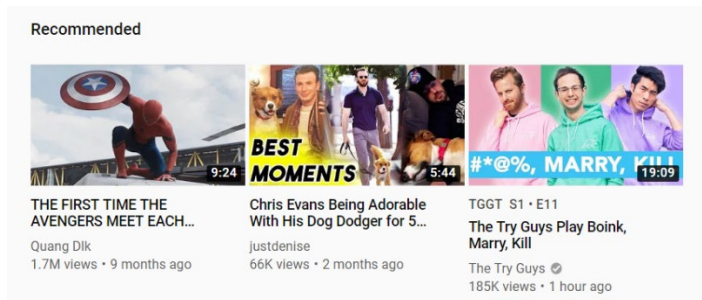 Recommended
9:24
BEST
MOMENTS
5:44
#*@%, MARRY, KILL
19:09
THE FIRST TIME THE
AVENGERS MEET EACH...
Quang Dlk
1.7M views • 9 months ago
Chris Evans Being Adorable
With His Dog Dodger for 5...
justdenise
66K views • 2 months ago
TGGT S1 • E11
The Try Guys Play Boink,
Marry, Kill
The Try Guys
185K views • 1 hour ago